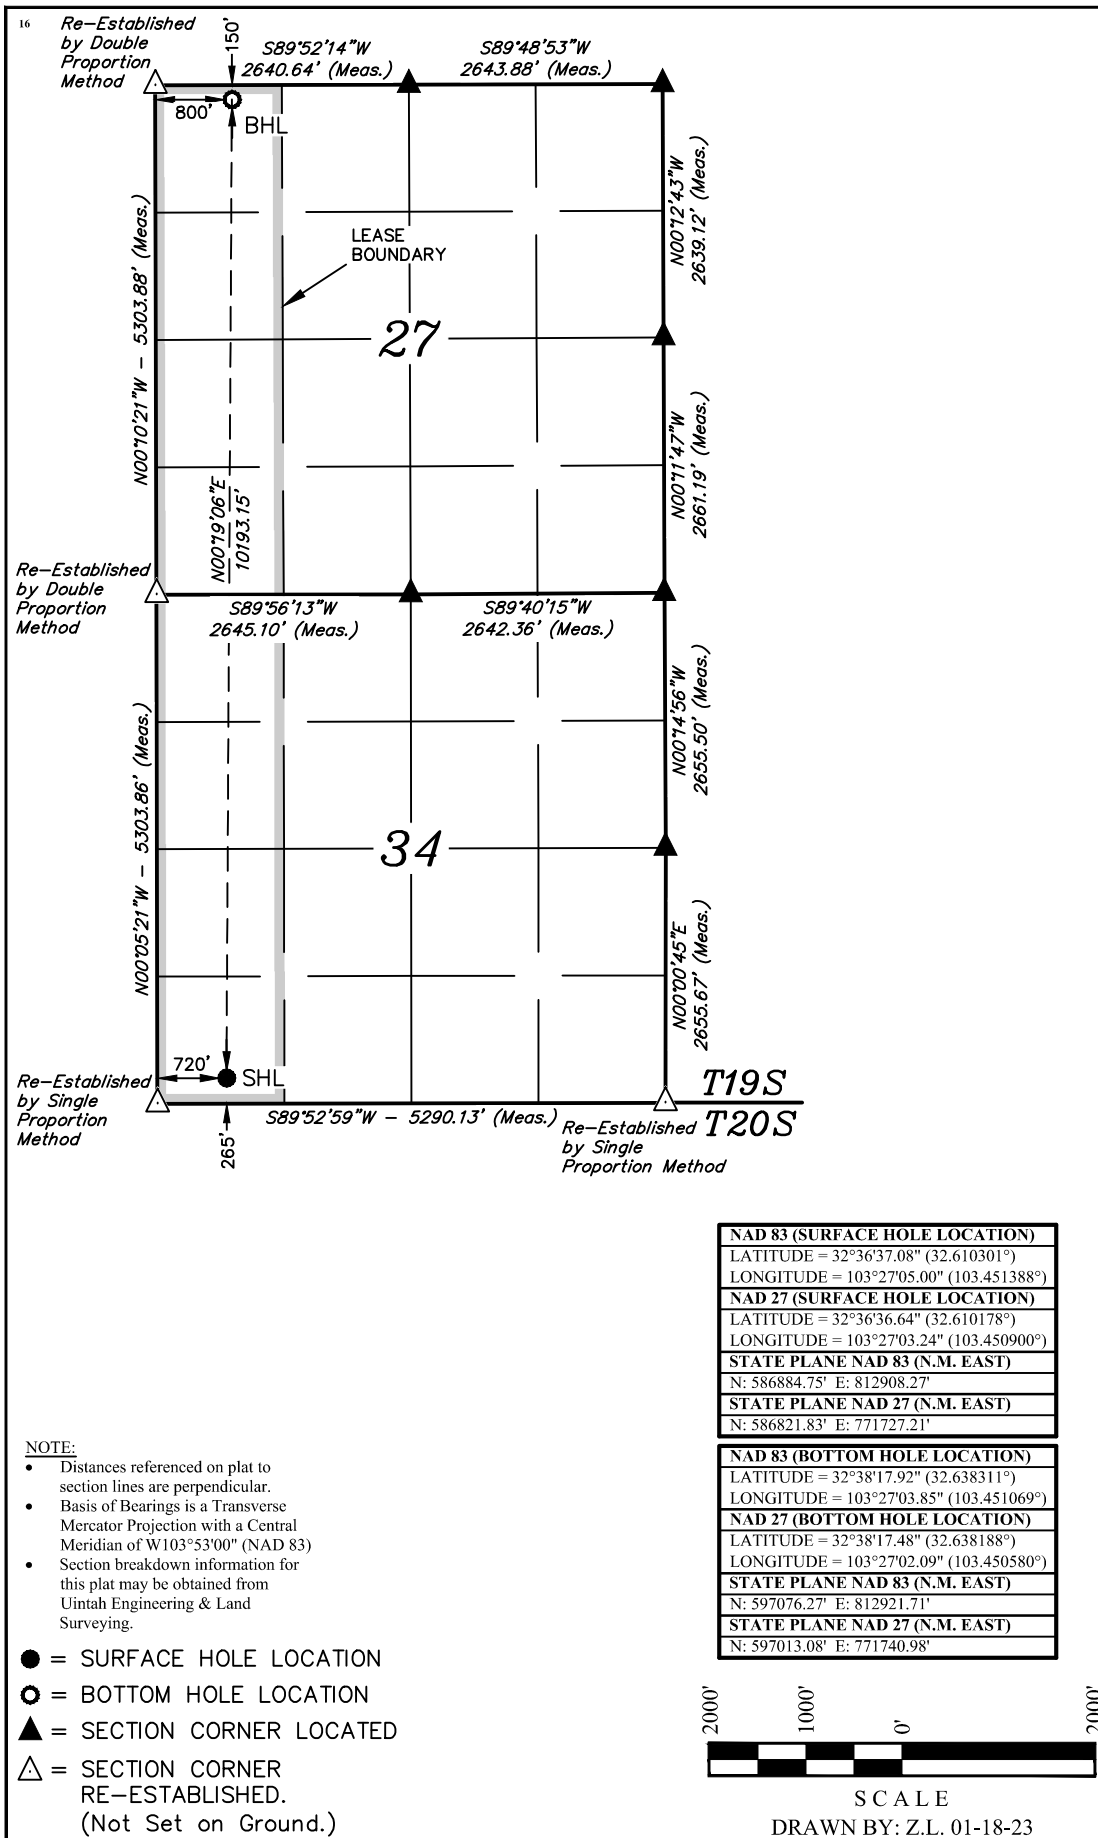 16
Re-Established
by Double
Proportion
Method
150'
S89°52'14"W
2640.64' (Meas.)
S89°48'53"W
2643.88' (Meas.)
800'
BHL
N00°12'43"W
2639.12' (Meas.)
LEASE
BOUNDARY
N00°10'21"W - 5303.88' (Meas.)
27
N00°11'47"W
2661.19' (Meas.)
N00°19'06"E
10193.15'
Re-Established
by Double
Proportion
Method
S89°56'13"W
2645.10' (Meas.)
S89°40'15"W
2642.36' (Meas.)
N00°14'56"W
2655.50' (Meas.)
N00°05'21"W - 5303.86' (Meas.)
34
N00°00'45"E
2655.67' (Meas.)
720'
SHL
Re-Established
by Single
Proportion
Method
265'
S89°52'59"W - 5290.13' (Meas.)
T19S
T20S
Re-Established
by Single
Proportion Method
NAD 83 (SURFACE HOLE LOCATION)
LATITUDE = 32°36'37.08" (32.610301°)
LONGITUDE = 103°27'05.00" (103.451388°)
NAD 27 (SURFACE HOLE LOCATION)
LATITUDE = 32°36'36.64" (32.610178°)
LONGITUDE = 103°27'03.24" (103.450900°)
STATE PLANE NAD 83 (N.M. EAST)
N: 586884.75' E: 812908.27'
STATE PLANE NAD 27 (N.M. EAST)
N: 586821.83' E: 771727.21'
NAD 83 (BOTTOM HOLE LOCATION)
LATITUDE = 32°38'17.92" (32.638311°)
LONGITUDE = 103°27'03.85" (103.451069°)
NAD 27 (BOTTOM HOLE LOCATION)
LATITUDE = 32°38'17.48" (32.638188°)
LONGITUDE = 103°27'02.09" (103.450580°)
STATE PLANE NAD 83 (N.M. EAST)
N: 597076.27' E: 812921.71'
STATE PLANE NAD 27 (N.M. EAST)
N: 597013.08' E: 771740.98'
NOTE:
• Distances referenced on plat to
section lines are perpendicular.
• Basis of Bearings is a Transverse
Mercator Projection with a Central
Meridian of W103°53'00" (NAD 83)
• Section breakdown information for
this plat may be obtained from
Uintah Engineering & Land
Surveying.
= SURFACE HOLE LOCATION
= BOTTOM HOLE LOCATION
= SECTION CORNER LOCATED
= SECTION CORNER
RE-ESTABLISHED.
(Not Set on Ground.)
2000' 1000' 0' 2000'
SCALE
DRAWN BY: Z.L. 01-18-23